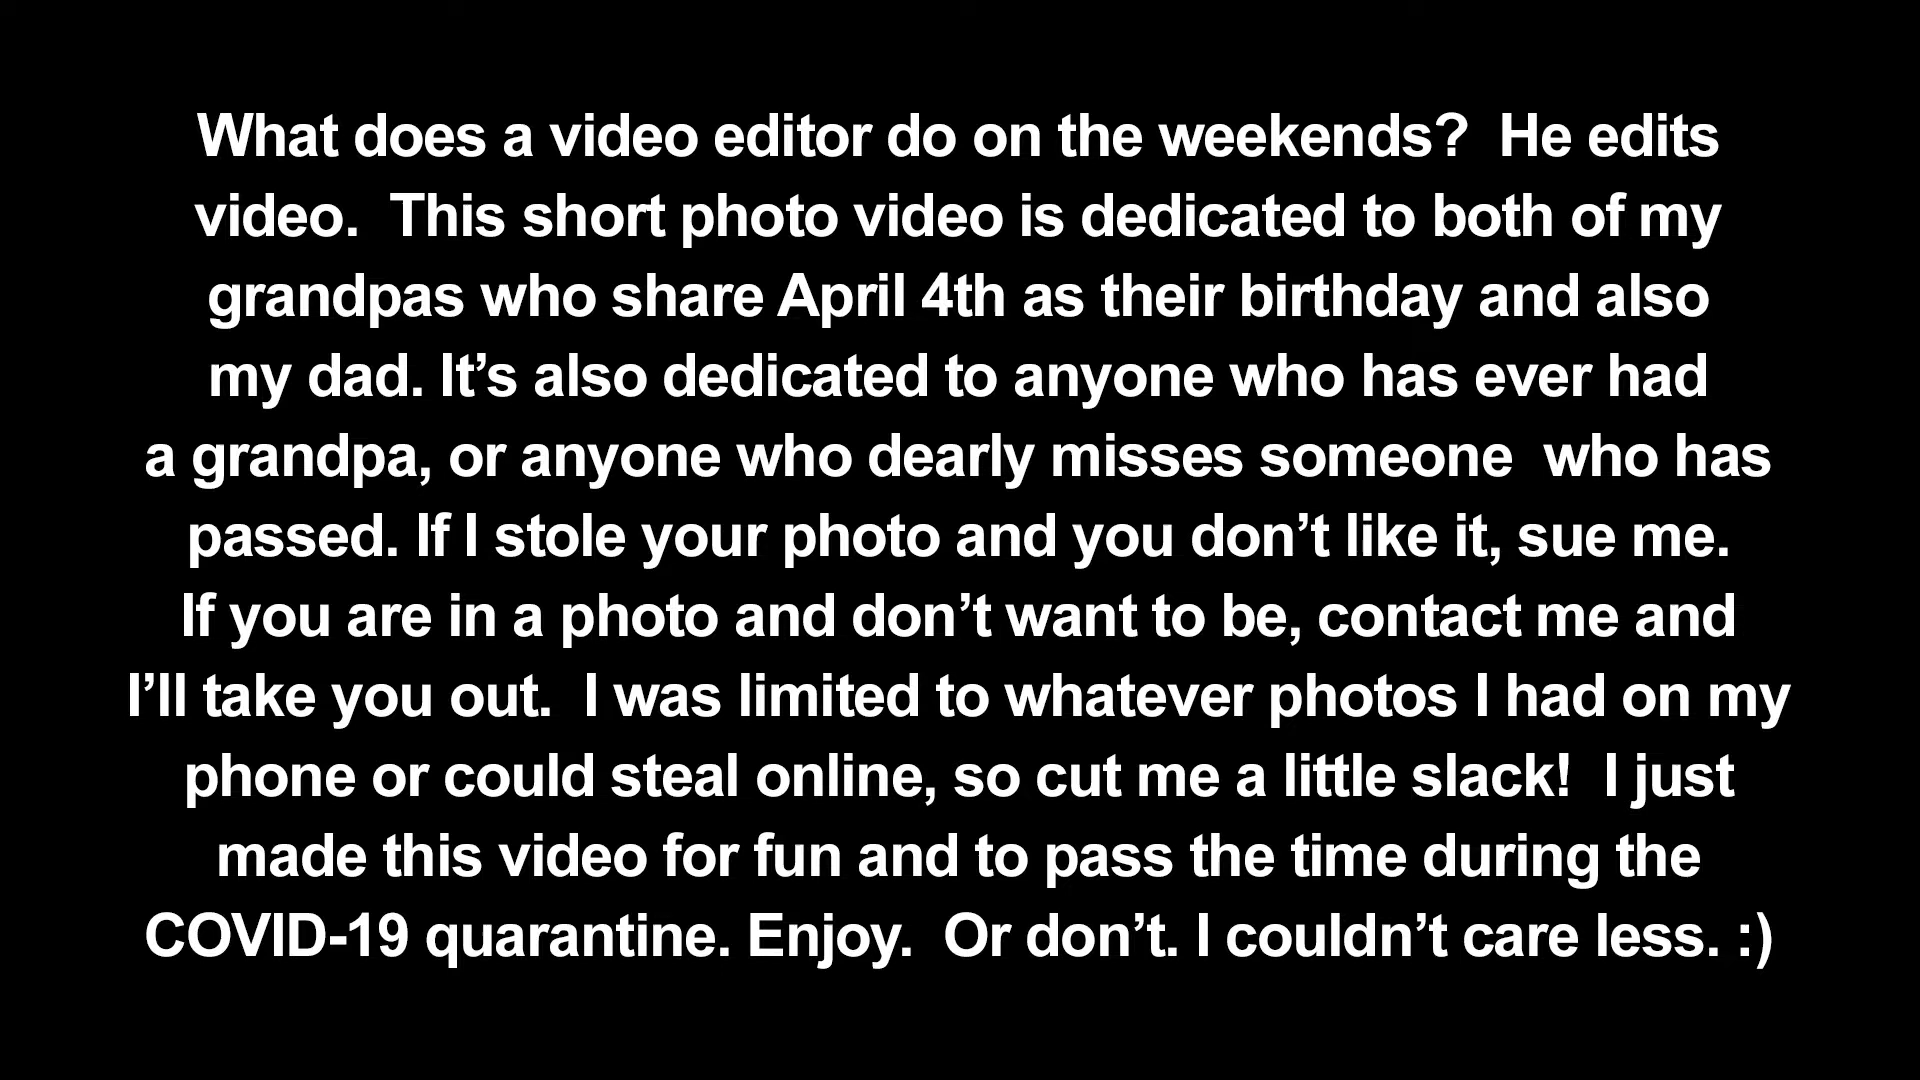 What does a video editor do on the weekends?  He edits
video.  This short photo video is dedicated to both of my
grandpas who share April 4th as their birthday and also
my dad. It’s also dedicated to anyone who has ever had
a grandpa, or anyone who dearly misses someone  who has
passed. If I stole your photo and you don’t like it, sue me.
If you are in a photo and don’t want to be, contact me and
I’ll take you out.  I was limited to whatever photos I had on my
phone or could steal online, so cut me a little slack!  I just
made this video for fun and to pass the time during the
COVID-19 quarantine. Enjoy.  Or don’t. I couldn’t care less. :)